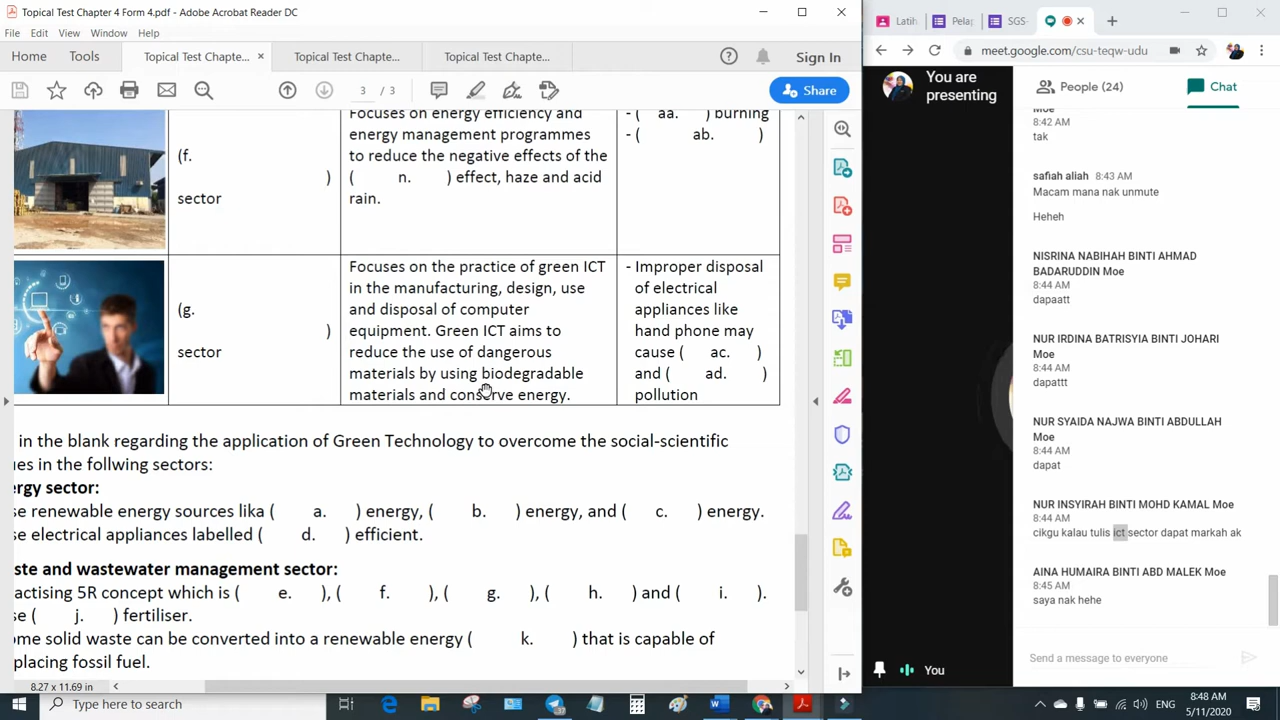 Topical Test Chapter 4 Form 4.pdf - Adobe Acrobat Reader DC
File Edit View Window Help
Home Tools Topical Test Chapte... × Topical Test Chapte... Topical Test Chapte... Sign In
3 / 3 Share
(f.
)
sector
Focuses on energy efficiency and
energy management programmes
to reduce the negative effects of the
( n. ) effect, haze and acid
rain.
- ( aa. ) burning
- ( ab. )
(g.
)
sector
Focuses on the practice of green ICT
in the manufacturing, design, use
and disposal of computer
equipment. Green ICT aims to
reduce the use of dangerous
materials by using biodegradable
materials and conserve energy.
- Improper disposal
of electrical
appliances like
hand phone may
cause ( ac. )
and ( ad. )
pollution
in the blank regarding the application of Green Technology to overcome the social-scientific
ues in the follwing sectors:
ergy sector:
se renewable energy sources lika ( a. ) energy, ( b. ) energy, and ( c. ) energy.
se electrical appliances labelled ( d. ) efficient.
aste and wastewater management sector:
actising 5R concept which is ( e. ), ( f. ), ( g. ), ( h. ) and ( i. ).
se ( j. ) fertiliser.
ome solid waste can be converted into a renewable energy ( k. ) that is capable of
placing fossil fuel.
8.27 x 11.69 in
Latih Pelap SGS-
meet.google.com/csu-teqw-udu
You are
presenting
You
People (24) Chat
Moe
8:42 AM
tak
safiah aliah 8:43 AM
Macam mana nak unmute
Heheh
NISRINA NABIHAH BINTI AHMAD
BADARUDDIN Moe
8:44 AM
dapaatt
NUR IRDINA BATRISYIA BINTI JOHARI
Moe
8:44 AM
dapattt
NUR SYAIDA NAJWA BINTI ABDULLAH
Moe
8:44 AM
dapat
NUR INSYIRAH BINTI MOHD KAMAL Moe
8:44 AM
cikgu kalau tulis ict sector dapat markah ak
AINA HUMAIRA BINTI ABD MALEK Moe
8:45 AM
saya nak hehe
Send a message to everyone
Type here to search
ENG
8:48 AM
5/11/2020